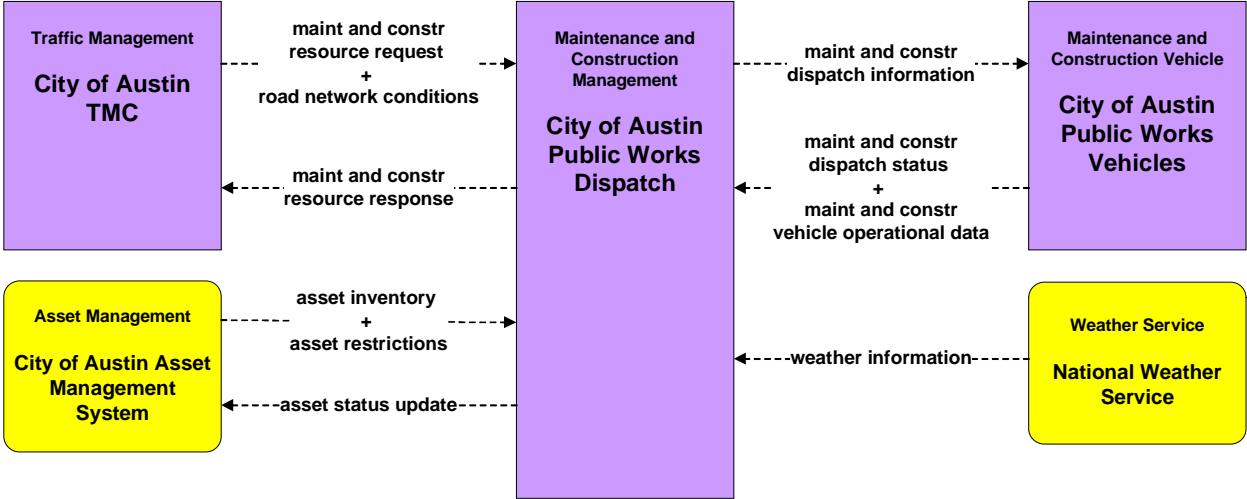 Traffic Management
City of Austin
TMC
maint and constr
resource request
+
road network conditions
maint and constr
resource response
Maintenance and
Construction
Management
City of Austin
Public Works
Dispatch
maint and constr
dispatch information
maint and constr
dispatch status
+
maint and constr
vehicle operational data
Maintenance and
Construction Vehicle
City of Austin
Public Works
Vehicles
Asset Management
City of Austin Asset
Management
System
asset inventory
+
asset restrictions
asset status update
weather information
Weather Service
National Weather
Service